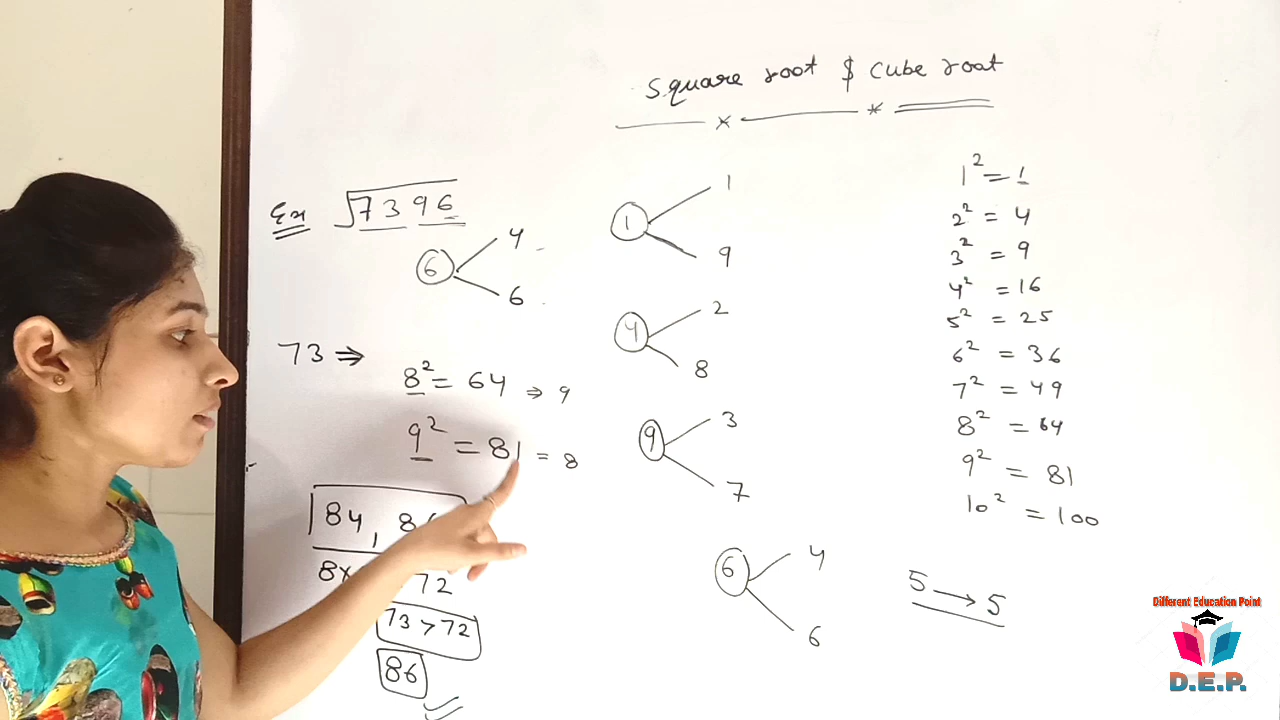 Square root $ Cube root
Ex √7396
6
4
6
73 ⇒
8² = 64 ⇒ 9
9² = 81 = 8
84, 86
72
73 > 72
86
1
1
9
4
2
8
9
3
7
6
4
6
1² = 1
2² = 4
3² = 9
4² = 16
5² = 25
6² = 36
7² = 49
8² = 64
9² = 81
10² = 100
5 → 5
Different Education Point
D.E.P.